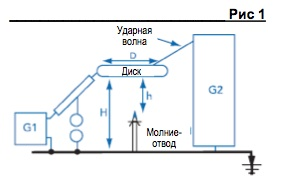 Рис 1
Ударная
волна
D
Диск
G1
H
h
G2
Молние-
отвод